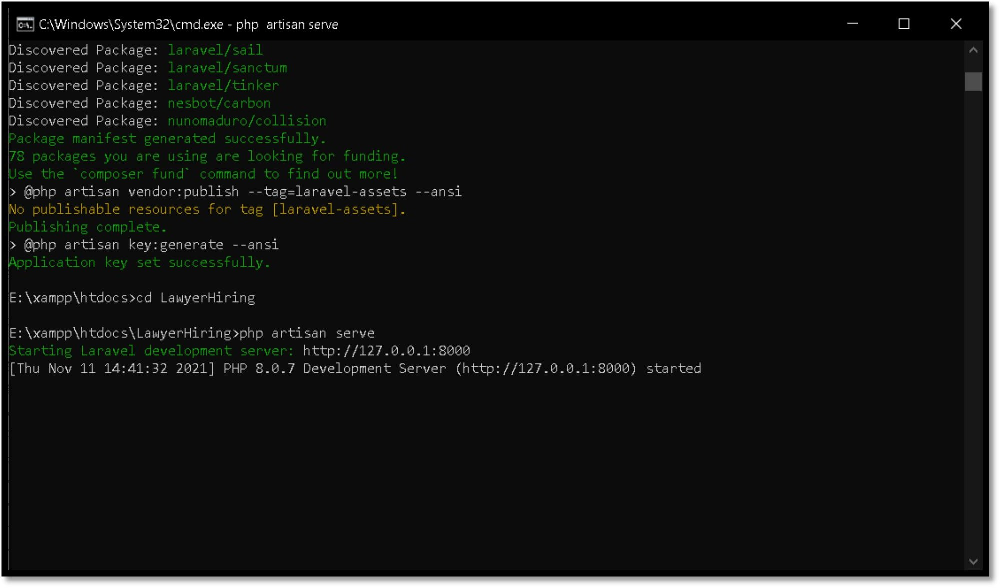 C:\Windows\System32\cmd.exe - php  artisan serve
Discovered Package: laravel/sail
Discovered Package: laravel/sanctum
Discovered Package: laravel/tinker
Discovered Package: nesbot/carbon
Discovered Package: nunomaduro/collision
Package manifest generated successfully.
78 packages you are using are looking for funding.
Use the `composer fund` command to find out more!
> @php artisan vendor:publish --tag=laravel-assets --ansi
No publishable resources for tag [laravel-assets].
Publishing complete.
> @php artisan key:generate --ansi
Application key set successfully.
E:\xampp\htdocs>cd LawyerHiring
E:\xampp\htdocs\LawyerHiring>php artisan serve
Starting Laravel development server: http://127.0.0.1:8000
[Thu Nov 11 14:41:32 2021] PHP 8.0.7 Development Server (http://127.0.0.1:8000) started